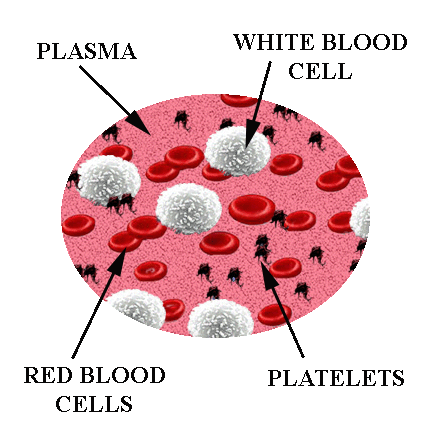 PLASMA
WHITE BLOOD
CELL
RED BLOOD
CELLS
PLATELETS